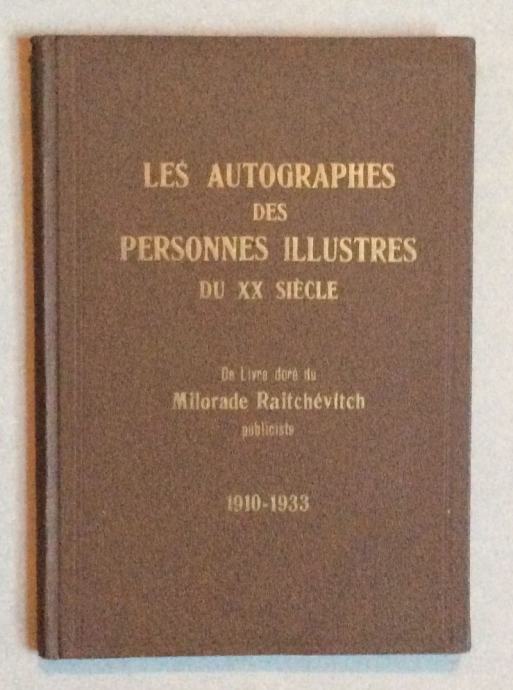 LES AUTOGRAPHES
DES
PERSONNES ILLUSTRES
DU XX SIÈCLE
De Livre doré du
Milorade Raitchévitch
publiciste
1910-1933